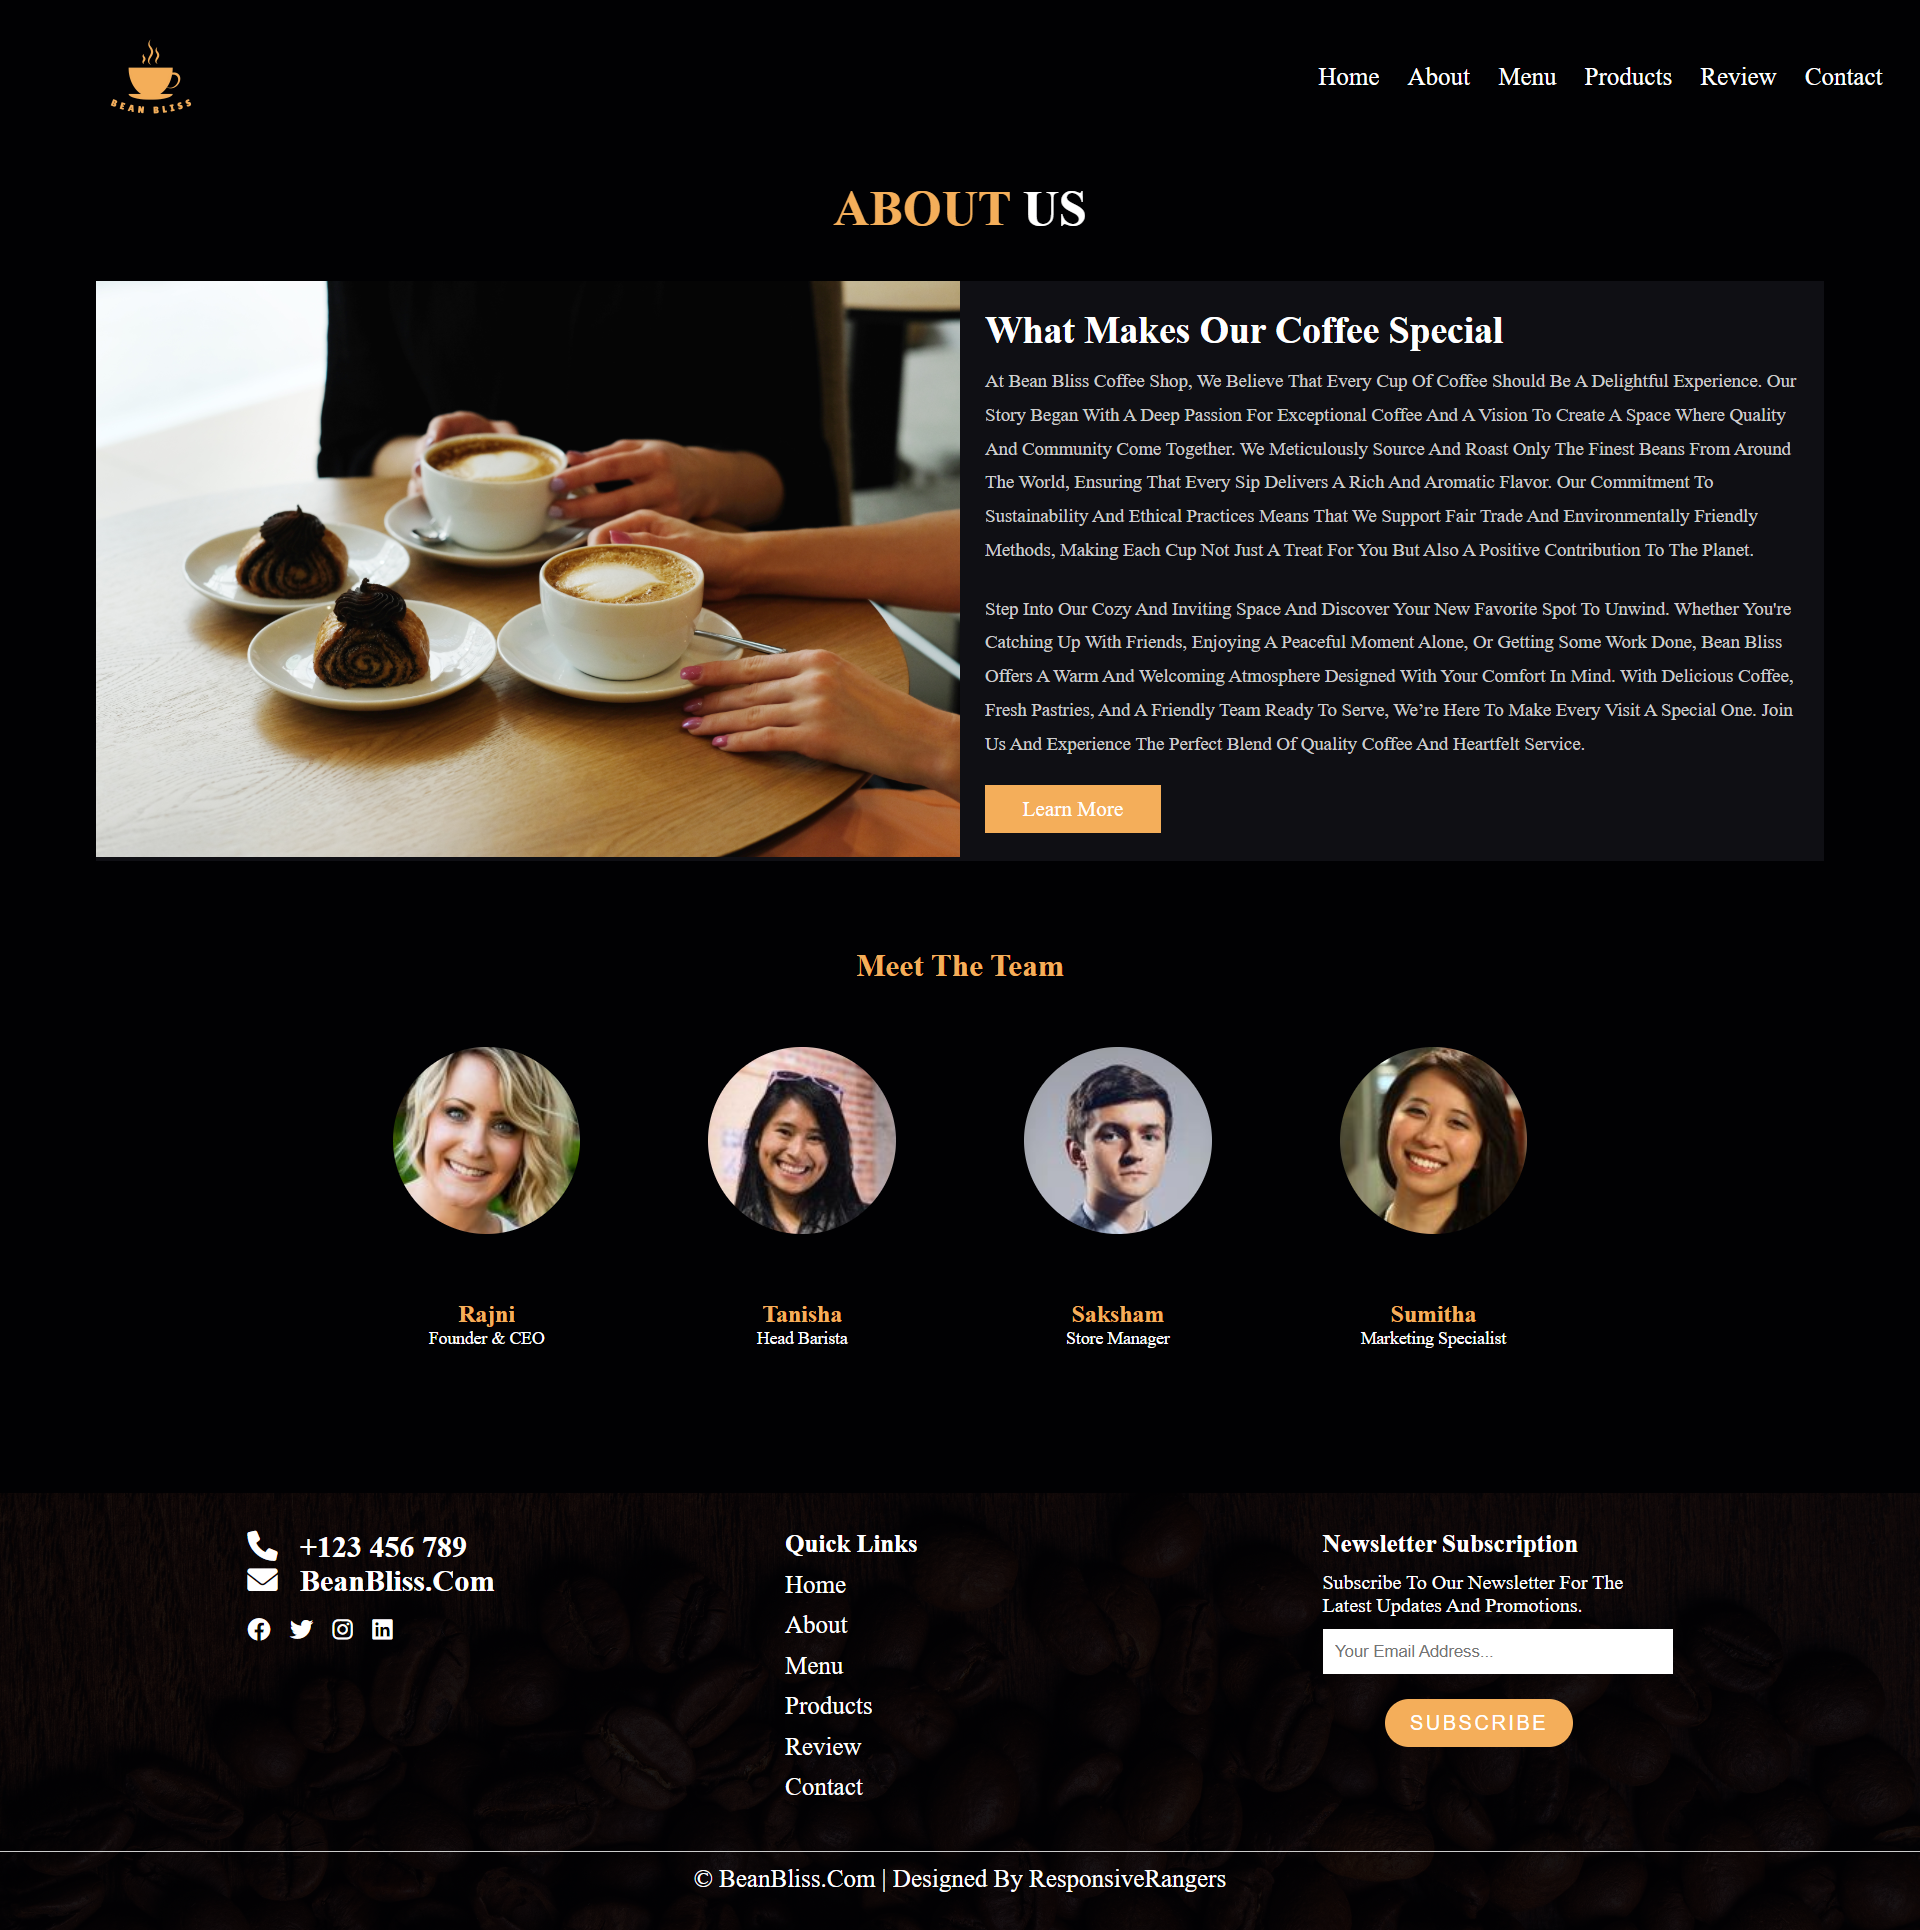 BEAN BLISS
Home About Menu Products Review Contact
ABOUT US
What Makes Our Coffee Special
At Bean Bliss Coffee Shop, We Believe That Every Cup Of Coffee Should Be A Delightful Experience. Our
Story Began With A Deep Passion For Exceptional Coffee And A Vision To Create A Space Where Quality
And Community Come Together. We Meticulously Source And Roast Only The Finest Beans From Around
The World, Ensuring That Every Sip Delivers A Rich And Aromatic Flavor. Our Commitment To
Sustainability And Ethical Practices Means That We Support Fair Trade And Environmentally Friendly
Methods, Making Each Cup Not Just A Treat For You But Also A Positive Contribution To The Planet.
Step Into Our Cozy And Inviting Space And Discover Your New Favorite Spot To Unwind. Whether You're
Catching Up With Friends, Enjoying A Peaceful Moment Alone, Or Getting Some Work Done, Bean Bliss
Offers A Warm And Welcoming Atmosphere Designed With Your Comfort In Mind. With Delicious Coffee,
Fresh Pastries, And A Friendly Team Ready To Serve, We’re Here To Make Every Visit A Special One. Join
Us And Experience The Perfect Blend Of Quality Coffee And Heartfelt Service.
Learn More
Meet The Team
Rajni
Founder & CEO
Tanisha
Head Barista
Saksham
Store Manager
Sumitha
Marketing Specialist
+123 456 789
BeanBliss.Com
Quick Links
Home
About
Menu
Products
Review
Contact
Newsletter Subscription
Subscribe To Our Newsletter For The
Latest Updates And Promotions.
Your Email Address...
SUBSCRIBE
© BeanBliss.Com | Designed By ResponsiveRangers